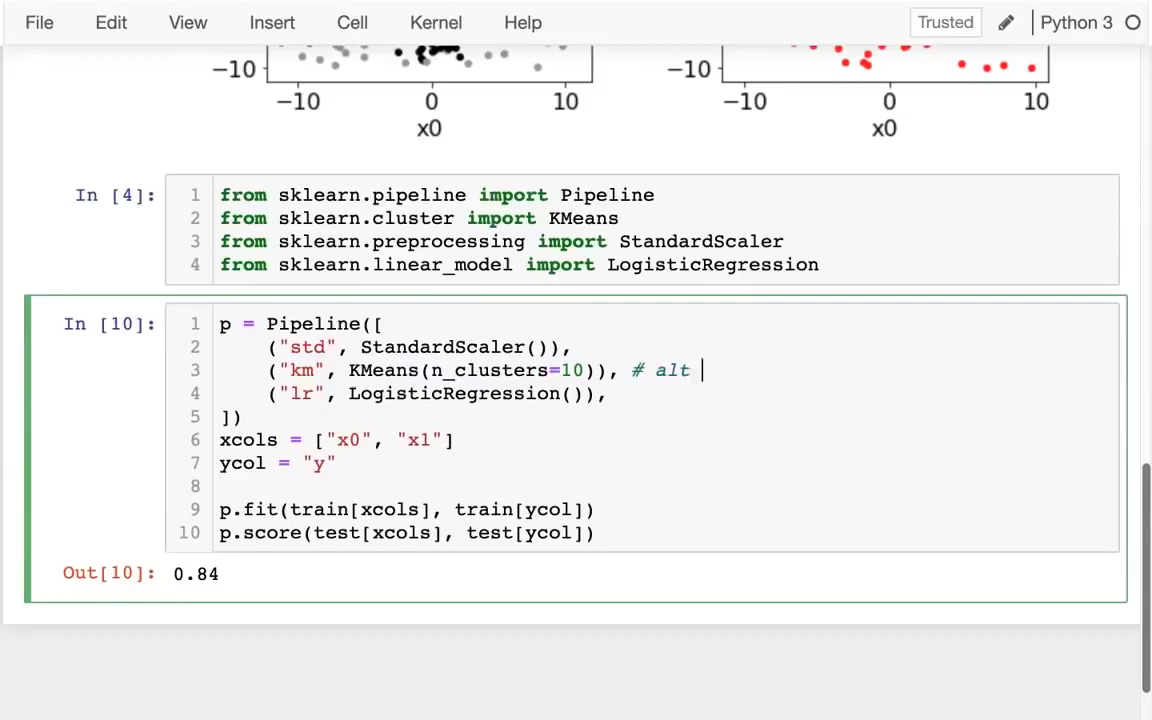 File Edit View Insert Cell Kernel Help Trusted Python 3
−10 −10
−10 0 10 −10 0 10
x0 x0
In [4]:
1 from sklearn.pipeline import Pipeline
2 from sklearn.cluster import KMeans
3 from sklearn.preprocessing import StandardScaler
4 from sklearn.linear_model import LogisticRegression
In [10]:
1 p = Pipeline([
2     ("std", StandardScaler()),
3     ("km", KMeans(n_clusters=10)), # alt
4     ("lr", LogisticRegression()),
5 ])
6 xcols = ["x0", "x1"]
7 ycol = "y"
8
9 p.fit(train[xcols], train[ycol])
10 p.score(test[xcols], test[ycol])
Out[10]: 0.84